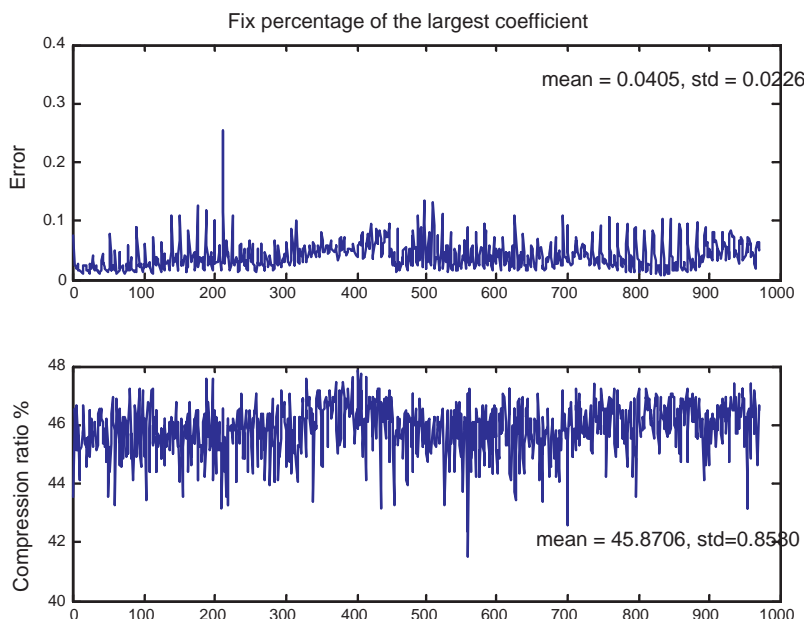 Fix percentage of the largest coefficient
0.4
mean = 0.0405, std = 0.0226
0.3
Error
0.2
0.1
0
0 100 200 300 400 500 600 700 800 900 1000
48
46
Compression ratio %
44
42
mean = 45.8706, std=0.8580
40
0 100 200 300 400 500 600 700 800 900 1000